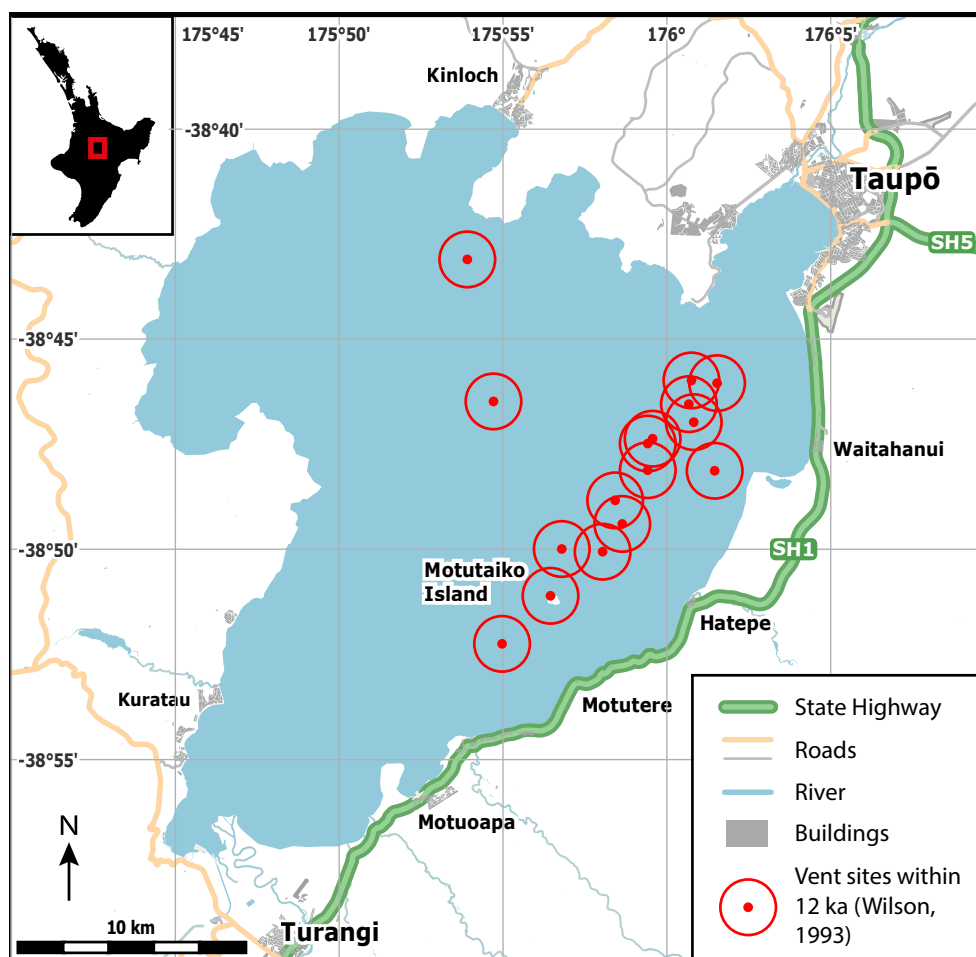 175°45'
175°50'
175°55'
176°0'
176°5'
Kinloch
-38°40'
Taupō
SH5
-38°45'
Waitahanui
-38°50'
SH1
Motutaiko
Island
Hatepe
Kuratau
Motutere
-38°55'
Motuoapa
N
10 km
Turangi
State Highway
Roads
River
Buildings
Vent sites within
12 ka (Wilson,
1993)